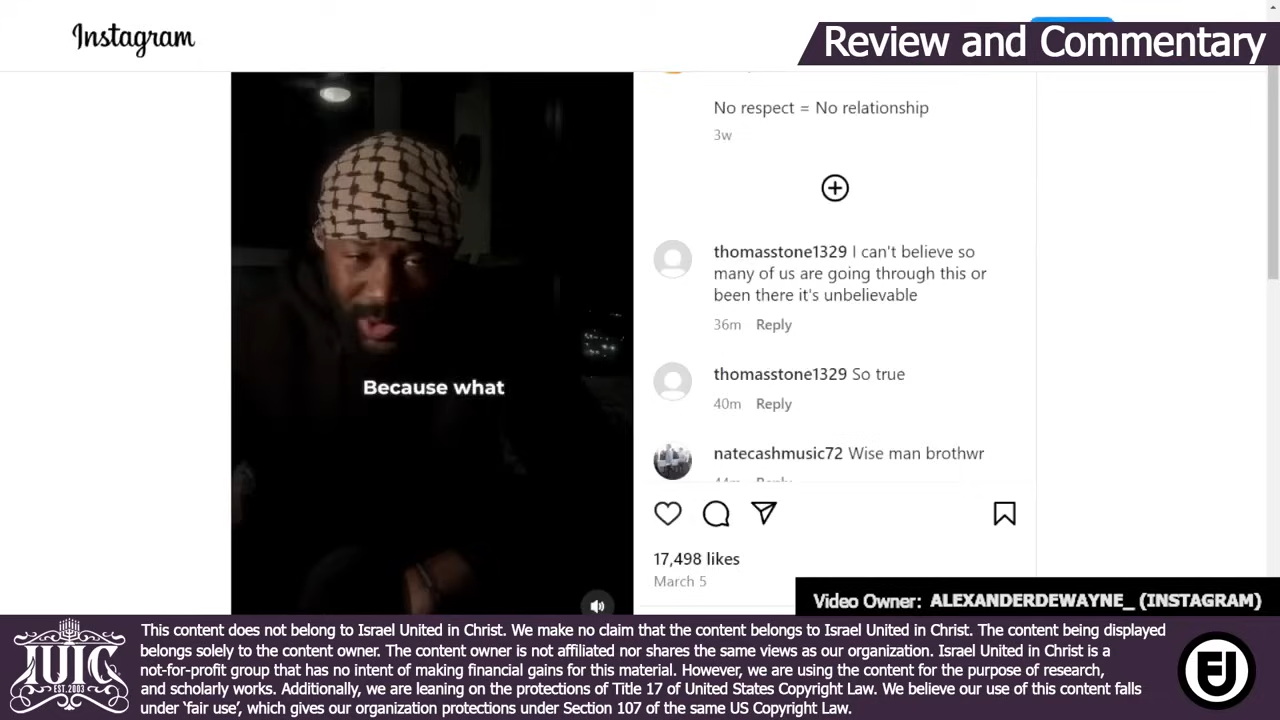 Instagram
Review and Commentary
No respect = No relationship
3w
thomasstone1329 I can't believe so
many of us are going through this or
been there it's unbelievable
36m Reply
thomasstone1329 So true
40m Reply
natecashmusic72 Wise man brothwr
44m Reply
Because what
17,498 likes
March 5
Video Owner: ALEXANDERDEWAYNE_ (INSTAGRAM)
IUIC
EST. 2003
This content does not belong to Israel United in Christ. We make no claim that the content belongs to Israel United in Christ. The content being displayed
belongs solely to the content owner. The content owner is not affiliated nor shares the same views as our organization. Israel United in Christ is a
not-for-profit group that has no intent of making financial gains for this material. However, we are using the content for the purpose of research,
and scholarly works. Additionally, we are leaning on the protections of Title 17 of United States Copyright Law. We believe our use of this content falls
under 'fair use', which gives our organization protections under Section 107 of the same US Copyright Law.